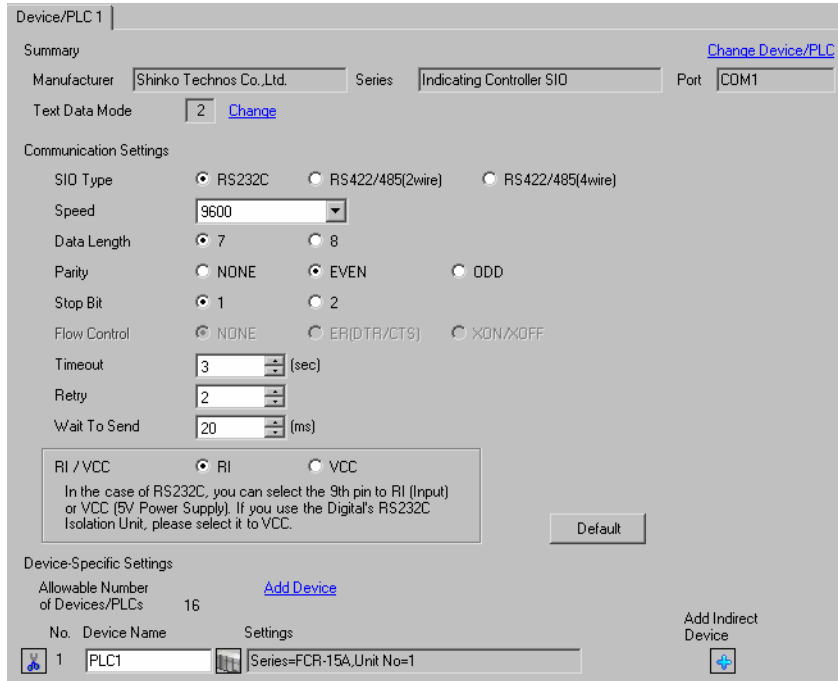 Device/PLC 1
Summary
Change Device/PLC
Manufacturer Shinko Technos Co.,Ltd. Series Indicating Controller SIO Port COM1
Text Data Mode 2 Change
Communication Settings
SIO Type RS232C RS422/485(2wire) RS422/485(4wire)
Speed 9600
Data Length 7 8
Parity NONE EVEN ODD
Stop Bit 1 2
Flow Control NONE ER(DTR/CTS) XON/XOFF
Timeout 3 (sec)
Retry 2
Wait To Send 20 (ms)
RI / VCC RI VCC
In the case of RS232C, you can select the 9th pin to RI (Input)
or VCC (5V Power Supply). If you use the Digital's RS232C
Isolation Unit, please select it to VCC.
Default
Device-Specific Settings
Allowable Number
of Devices/PLCs 16
Add Device
Add Indirect
Device
No. Device Name Settings
1 PLC1 Series=FCR-15A,Unit No=1